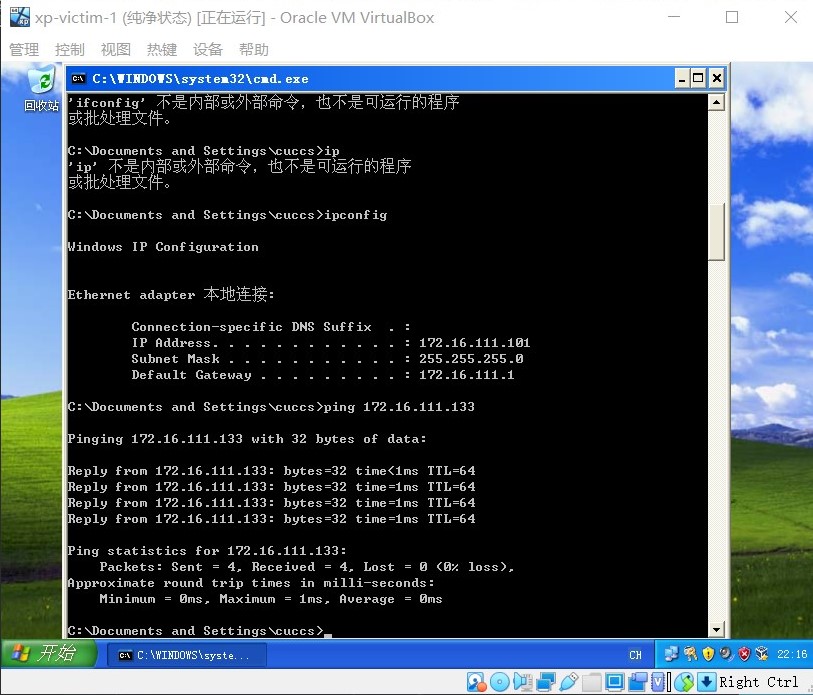 xp-victim-1 (纯净状态) [正在运行] - Oracle VM VirtualBox
管理 控制 视图 热键 设备 帮助
回收站
C:\WINDOWS\system32\cmd.exe
'ifconfig' 不是内部或外部命令，也不是可运行的程序
或批处理文件。
C:\Documents and Settings\cuccs>ip
'ip' 不是内部或外部命令，也不是可运行的程序
或批处理文件。
C:\Documents and Settings\cuccs>ipconfig
Windows IP Configuration
Ethernet adapter 本地连接:
Connection-specific DNS Suffix  . :
IP Address. . . . . . . . . . . . : 172.16.111.101
Subnet Mask . . . . . . . . . . . : 255.255.255.0
Default Gateway . . . . . . . . . : 172.16.111.1
C:\Documents and Settings\cuccs>ping 172.16.111.133
Pinging 172.16.111.133 with 32 bytes of data:
Reply from 172.16.111.133: bytes=32 time<1ms TTL=64
Reply from 172.16.111.133: bytes=32 time=1ms TTL=64
Reply from 172.16.111.133: bytes=32 time=1ms TTL=64
Reply from 172.16.111.133: bytes=32 time=1ms TTL=64
Ping statistics for 172.16.111.133:
Packets: Sent = 4, Received = 4, Lost = 0 (0% loss),
Approximate round trip times in milli-seconds:
Minimum = 0ms, Maximum = 1ms, Average = 0ms
C:\Documents and Settings\cuccs>_
开始 C:\WINDOWS\syste... CH 22:16
Right Ctrl